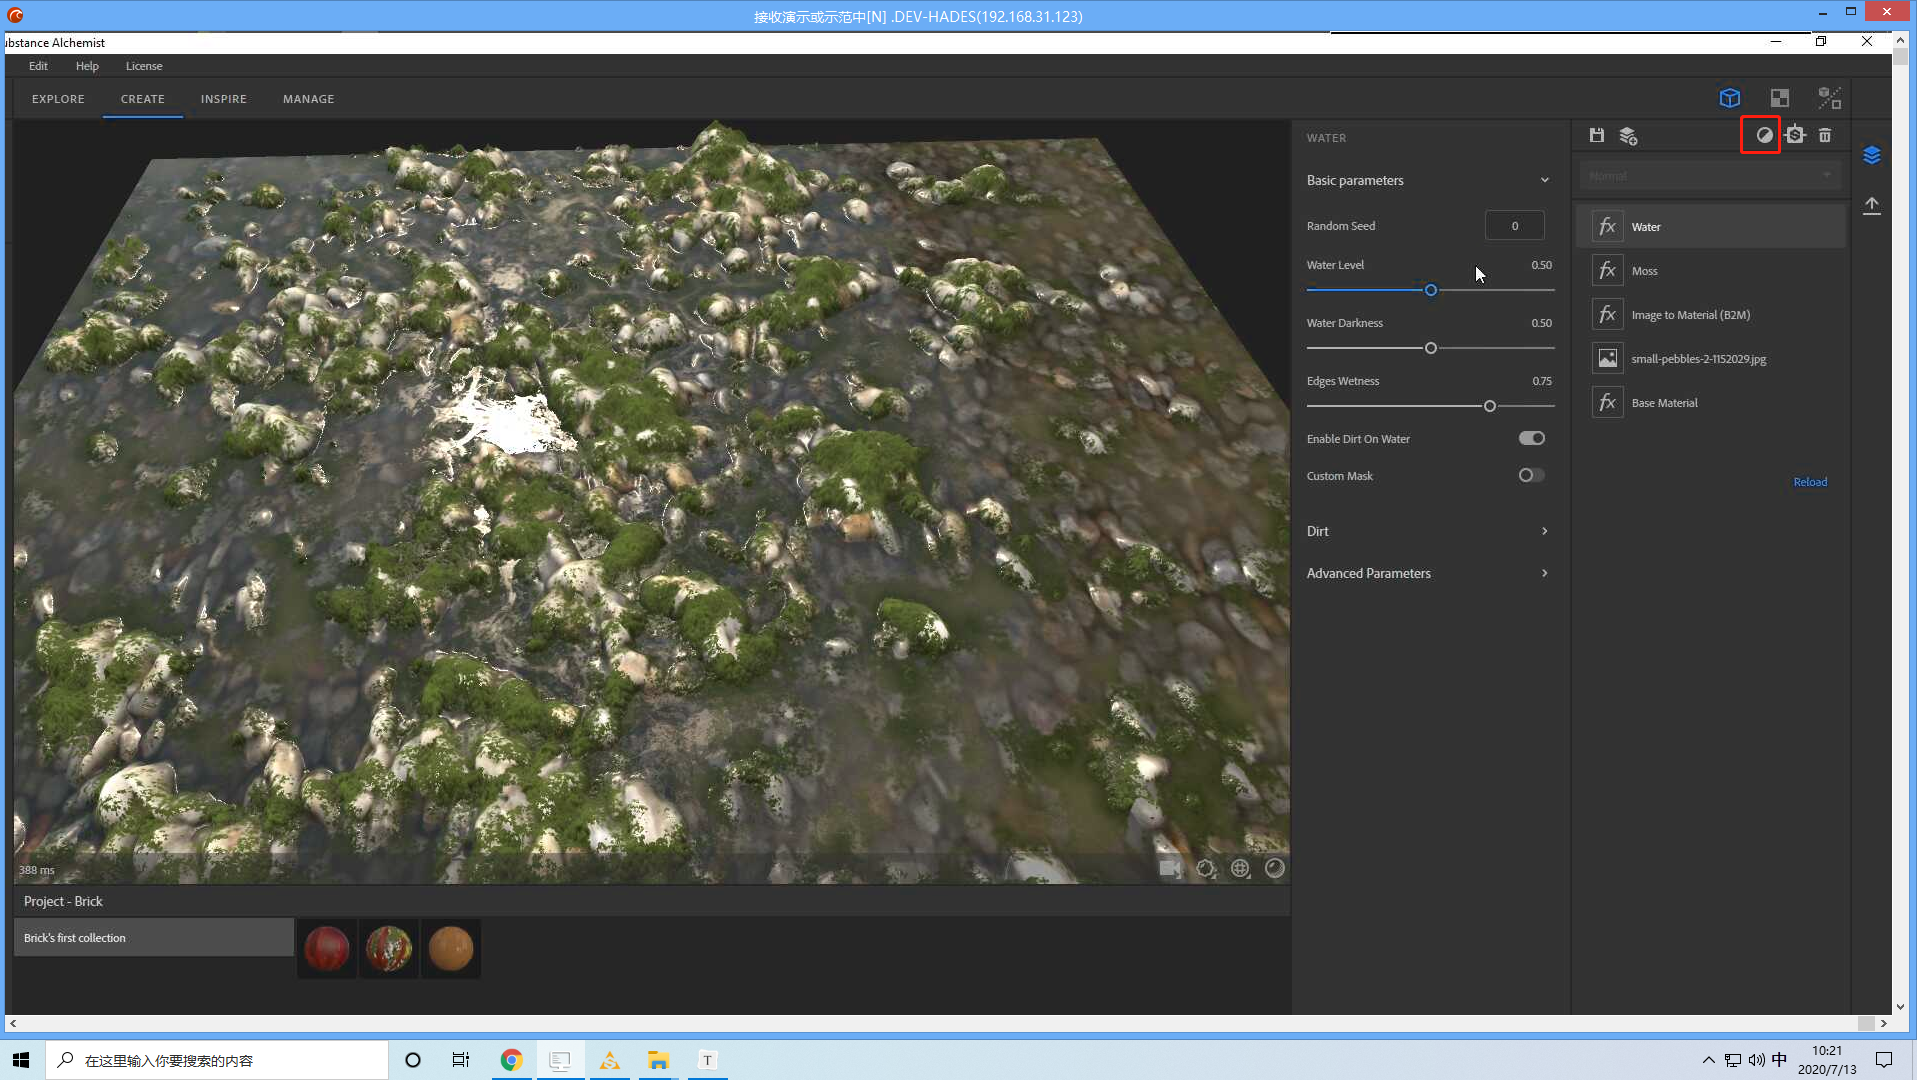 接收演示或示范中[N] .DEV-HADES(192.168.31.123)
ubstance Alchemist
Edit Help License
EXPLORE CREATE INSPIRE MANAGE
WATER
Basic parameters
Random Seed 0
Water Level 0.50
Water Darkness 0.50
Edges Wetness 0.75
Enable Dirt On Water
Custom Mask
Dirt
Advanced Parameters
Normal
Water
Moss
Image to Material (B2M)
small-pebbles-2-1152029.jpg
Base Material
Reload
388 ms
Project - Brick
Brick's first collection
在这里输入你要搜索的内容
T
中
10:21
2020/7/13